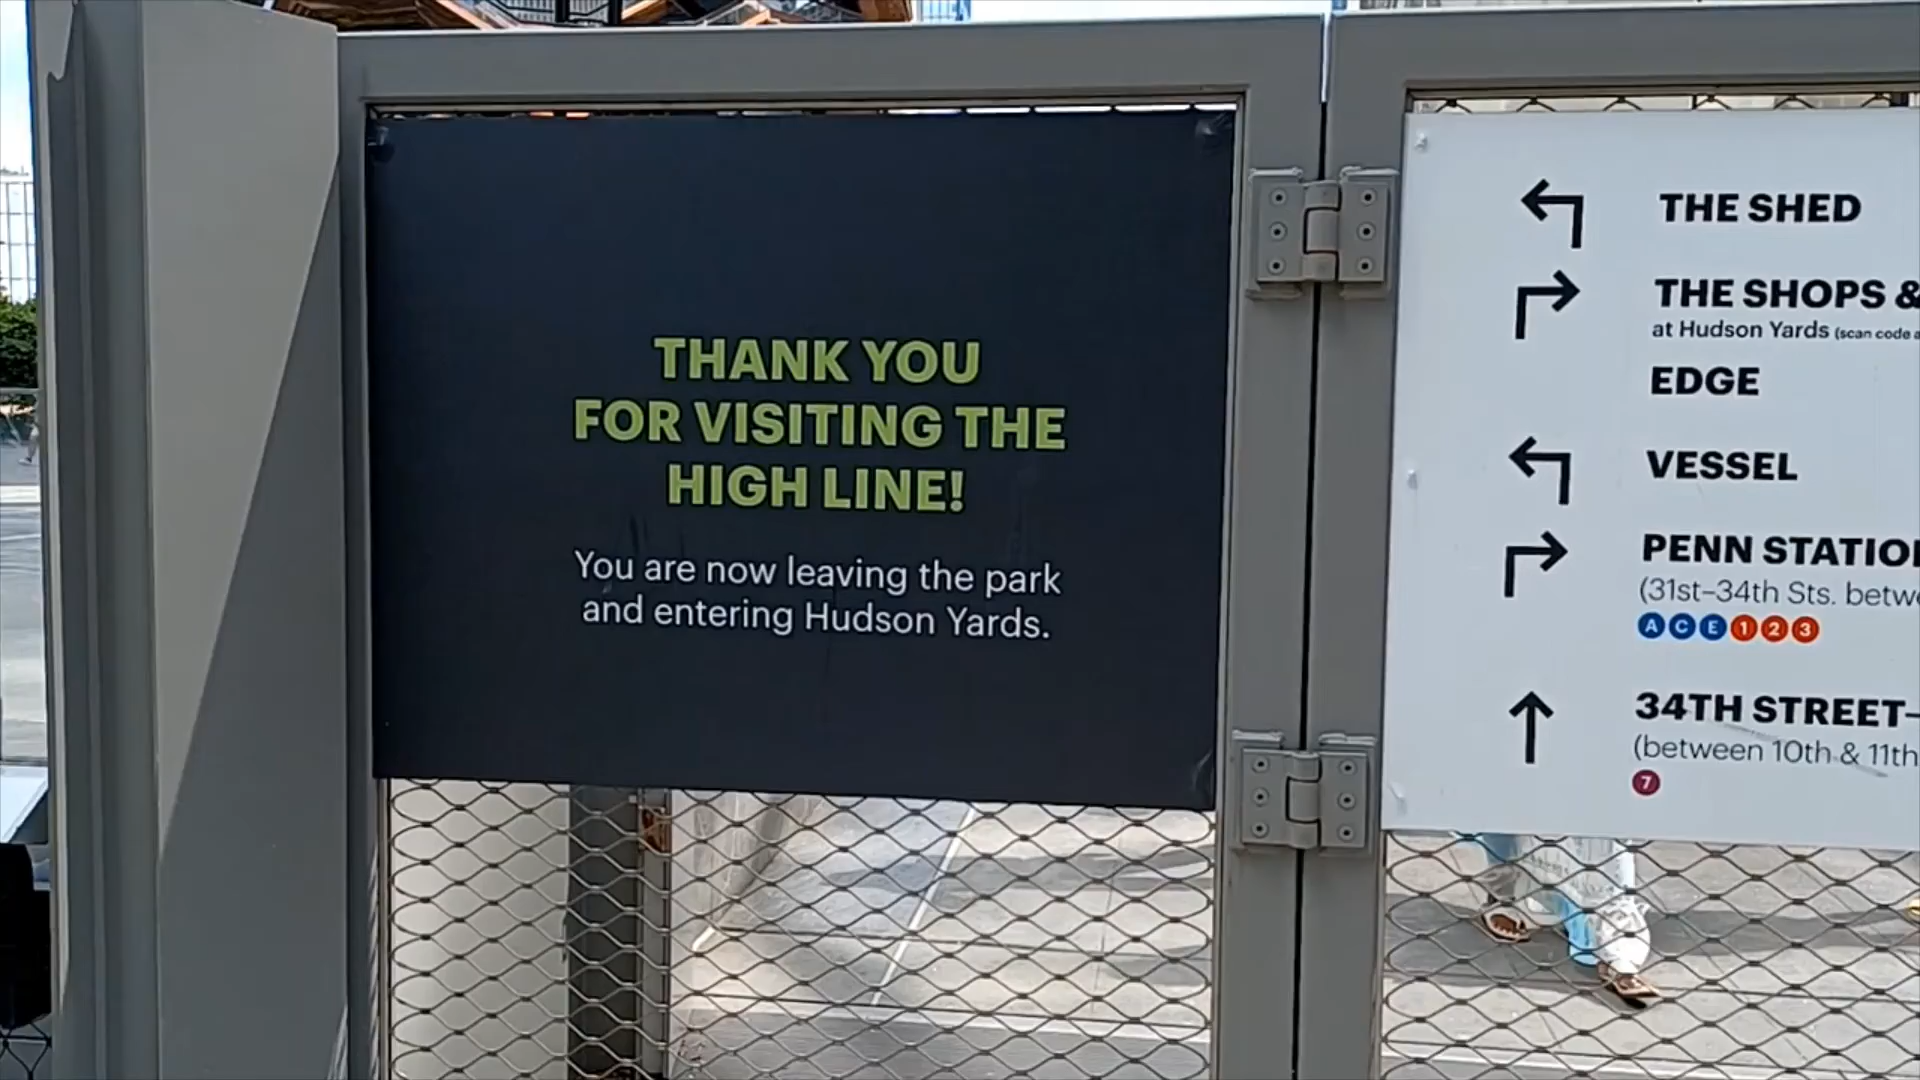 THANK YOU
FOR VISITING THE
HIGH LINE!
You are now leaving the park
and entering Hudson Yards.
THE SHED
THE SHOPS &
at Hudson Yards (scan code
EDGE
VESSEL
PENN STATIO
(31st–34th Sts. betw
A C E 1 2 3
34TH STREET–
(between 10th & 11th
7